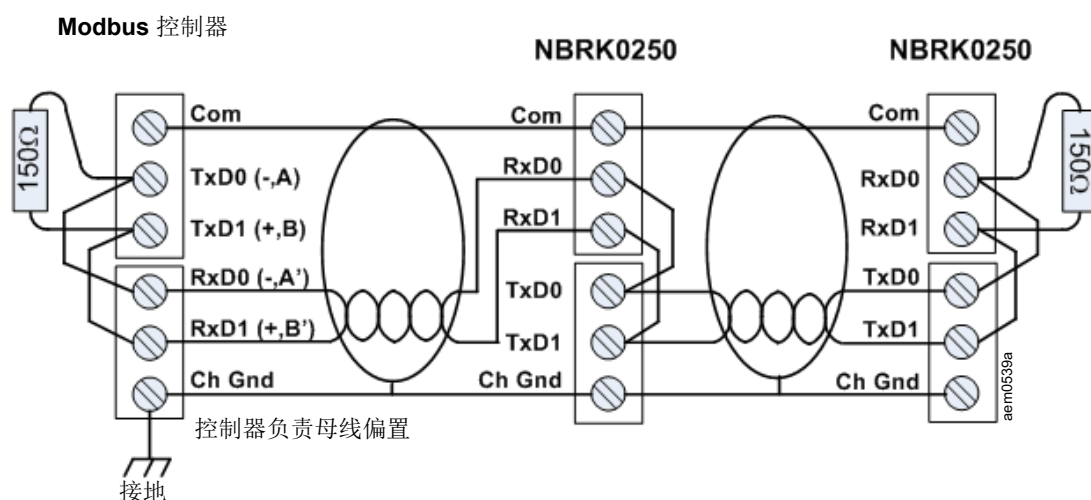 Modbus 控制器
NBRK0250
NBRK0250
150Ω
Com
TxD0 (-,A)
TxD1 (+,B)
RxD0 (-,A')
RxD1 (+,B')
Ch Gnd
控制器负责母线偏置
接地
Com
RxD0
RxD1
TxD0
TxD1
Ch Gnd
Com
RxD0
RxD1
TxD0
TxD1
Ch Gnd
150Ω
aem0539a